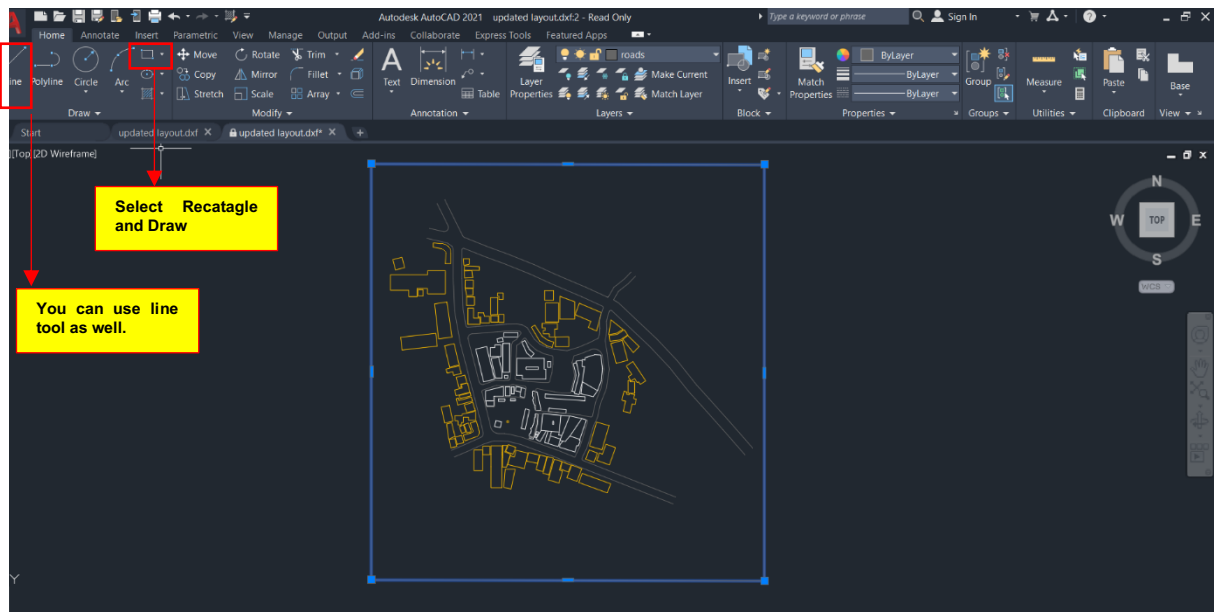 Autodesk AutoCAD 2021 updated layout.dxf:2 - Read Only
Type a keyword or phrase
Sign In
Home Annotate Insert Parametric View Manage Output Add-ins Collaborate Express Tools Featured Apps
Move Rotate Trim
roads
ByLayer
ine Polyline Circle Arc
Copy Mirror Fillet
Text Dimension
Layer
Make Current
Insert
Match
ByLayer
Group
Measure
Paste
Base
Stretch Scale Array
Table
Properties
Match Layer
Properties
ByLayer
Draw Modify Annotation Layers Block Properties Groups Utilities Clipboard View
Start updated layout.dxf X updated layout.dxf* X +
][Top][2D Wireframe]
Select Recatagle
and Draw
You can use line
tool as well.
N
W TOP E
S
WCS
Y